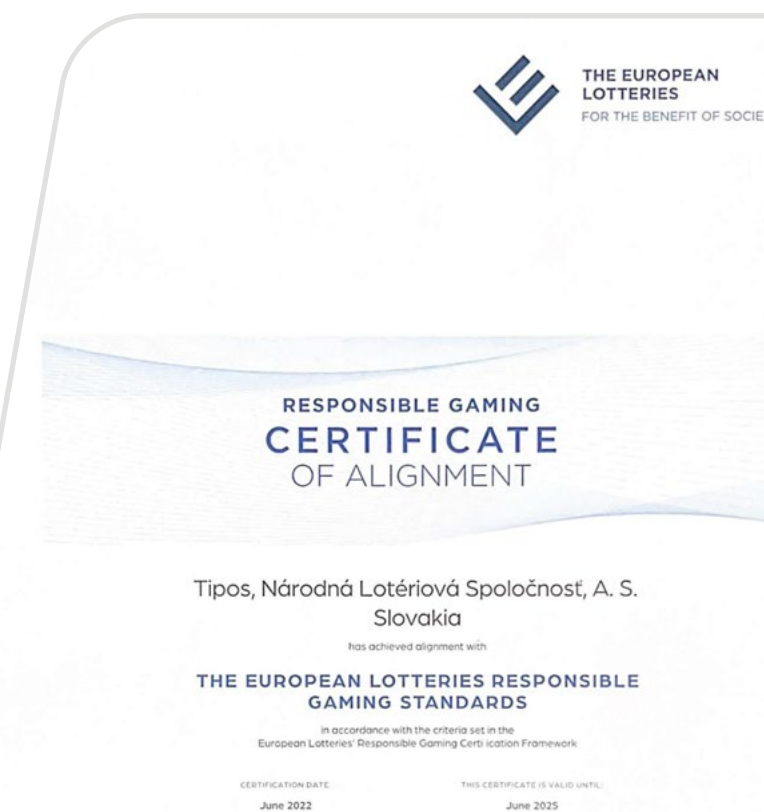 THE EUROPEAN
LOTTERIES
FOR THE BENEFIT OF SOCIE
RESPONSIBLE GAMING
CERTIFICATE
OF ALIGNMENT
Tipos, Národná Lotériová Spoločnosť, A. S.
Slovakia
has achieved alignment with
THE EUROPEAN LOTTERIES RESPONSIBLE
GAMING STANDARDS
in accordance with the criteria set in the
European Lotteries' Responsible Gaming Certi ication Framework
CERTIFICATION DATE: THIS CERTIFICATE IS VALID UNTIL:
June 2022 June 2025